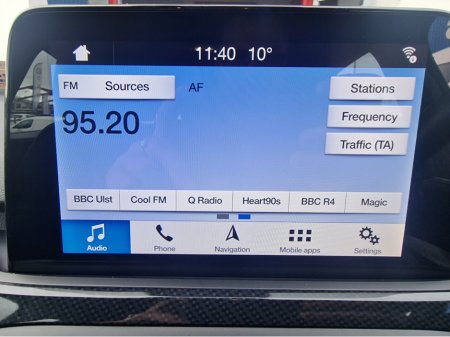 11:40 10°
FM Sources AF Stations
95.20 Frequency
Traffic (TA)
BBC Ulst Cool FM Q Radio Heart90s BBC R4 Magic
Audio Phone Navigation Mobile apps Settings